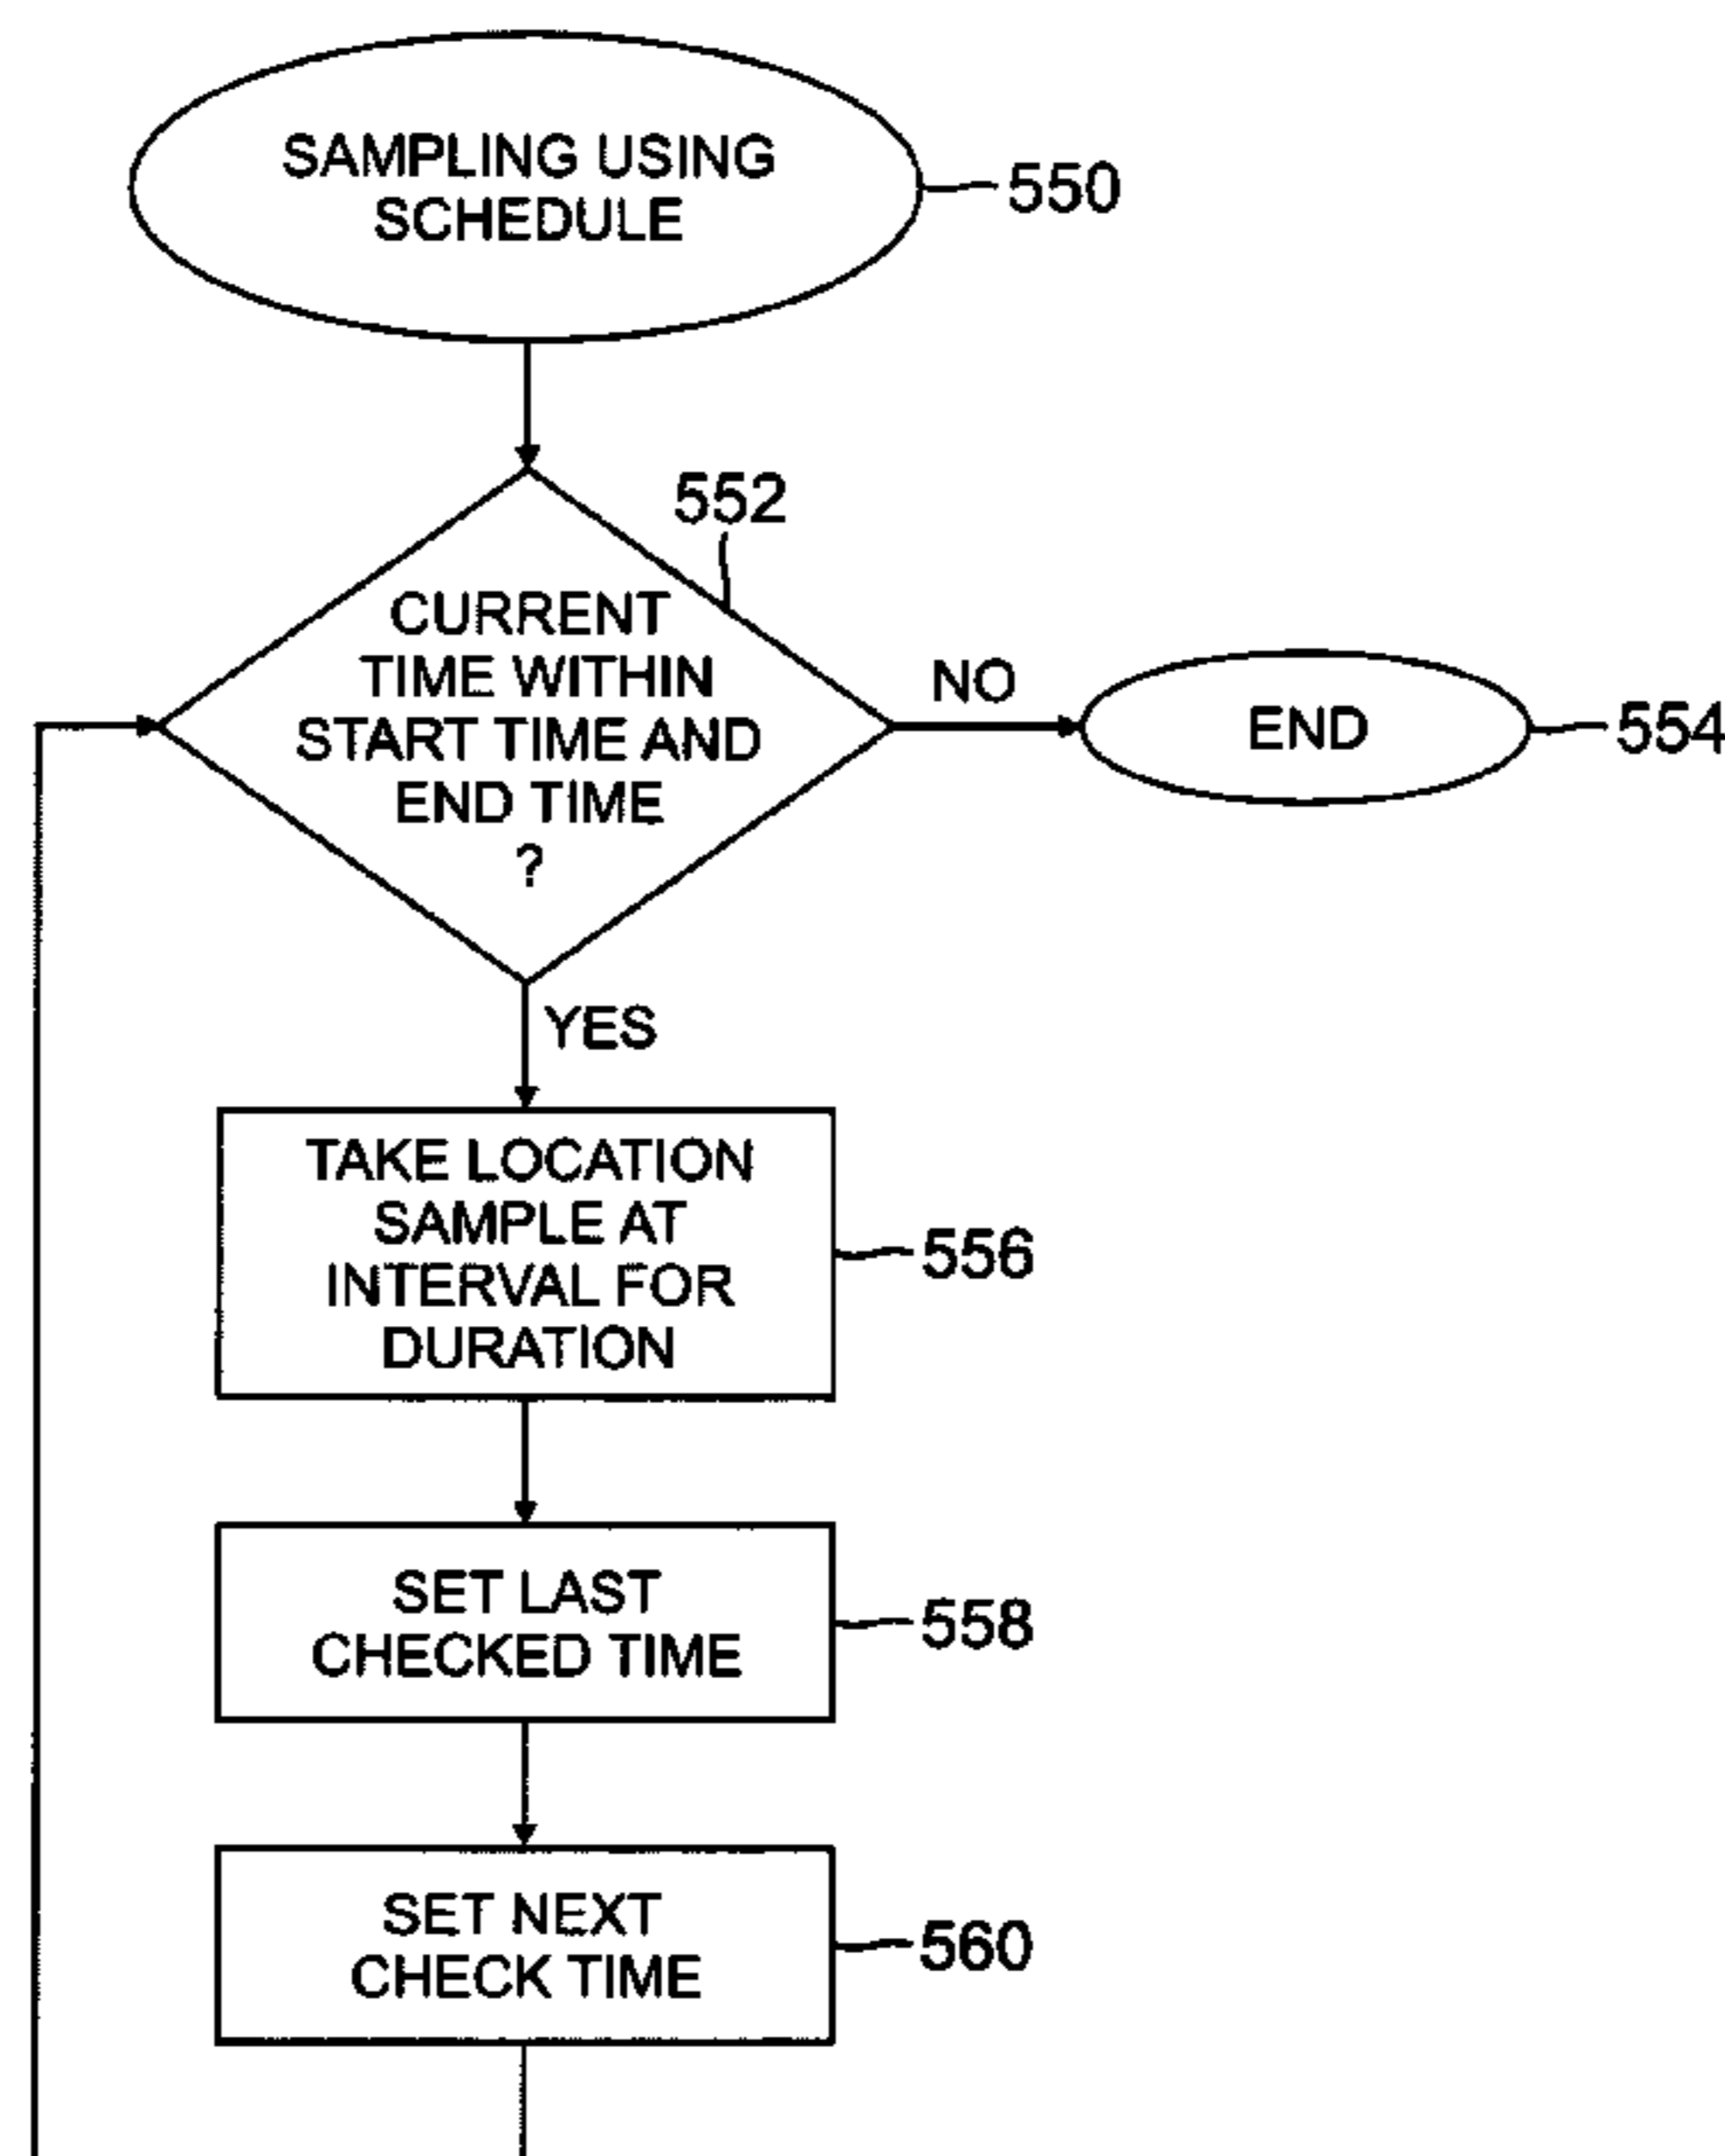 SAMPLING USING
SCHEDULE
550
552
CURRENT
TIME WITHIN
START TIME AND
END TIME
?
NO
END
554
YES
TAKE LOCATION
SAMPLE AT
INTERVAL FOR
DURATION
556
SET LAST
CHECKED TIME
558
SET NEXT
CHECK TIME
560